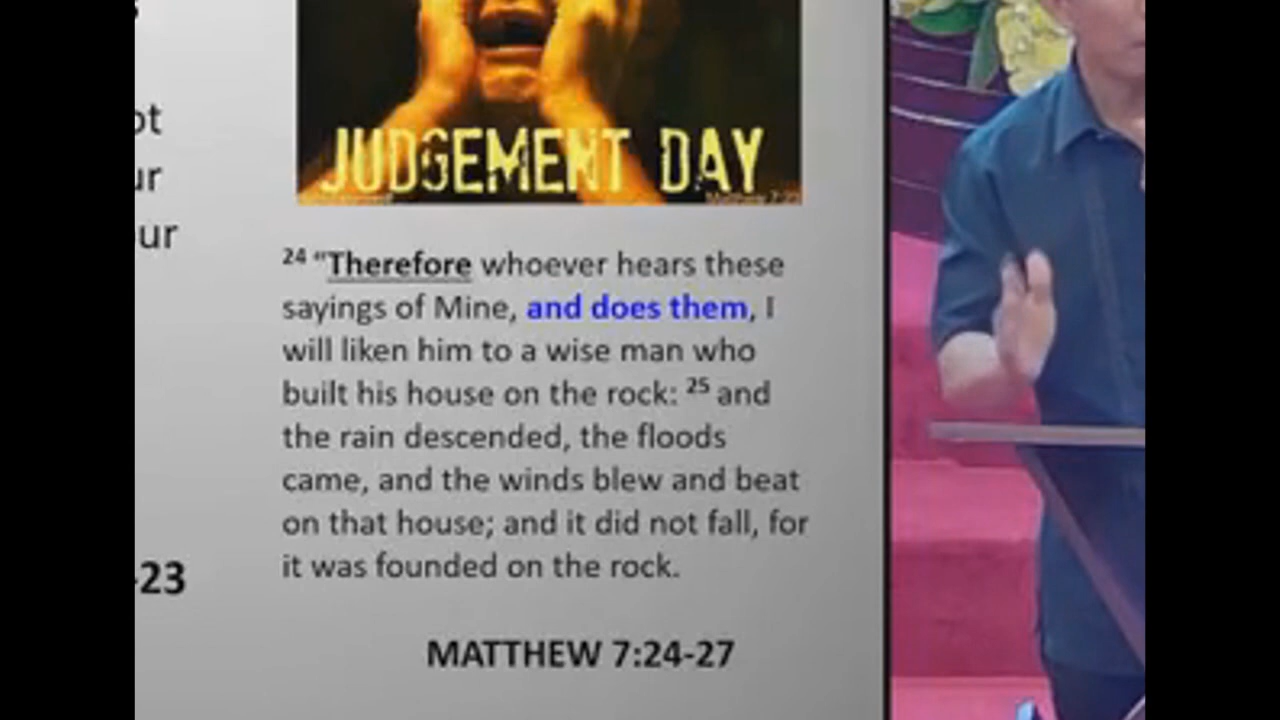 ot
ur
ur
-23
JUDGEMENT DAY
Matthew 7:23
24 "Therefore whoever hears these
sayings of Mine, and does them, I
will liken him to a wise man who
built his house on the rock: 25 and
the rain descended, the floods
came, and the winds blew and beat
on that house; and it did not fall, for
it was founded on the rock.
MATTHEW 7:24-27